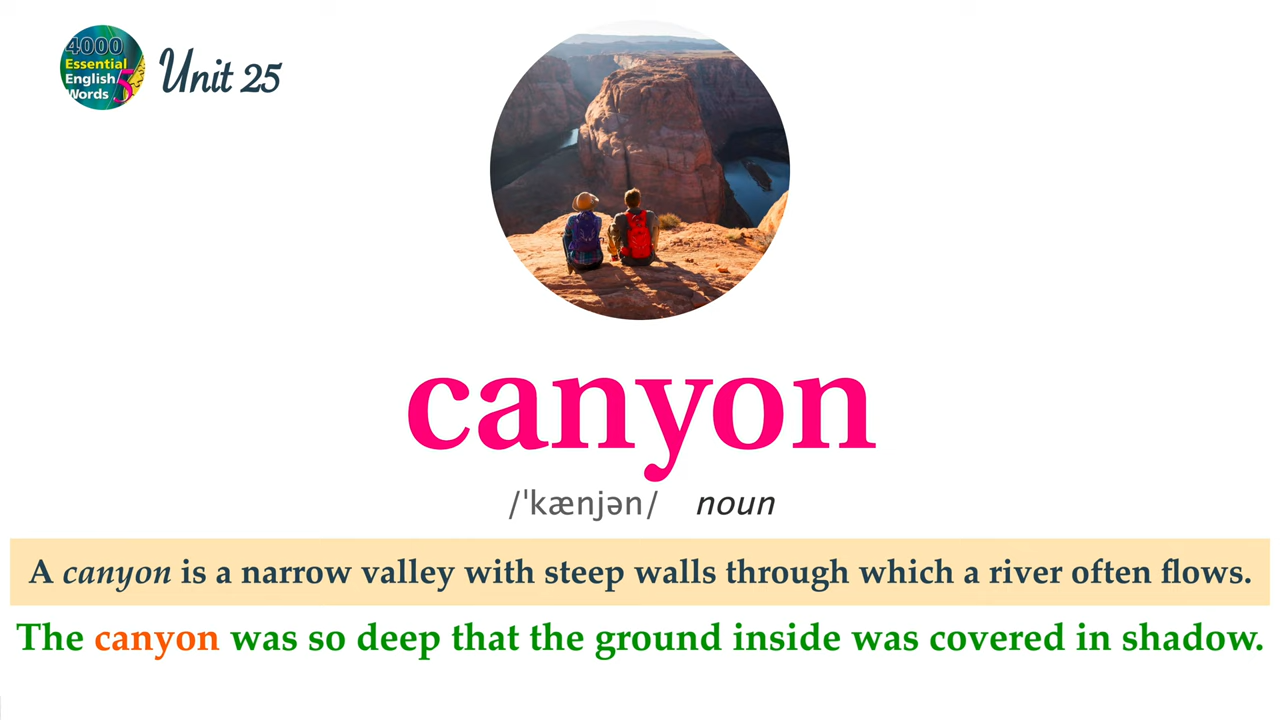 4000
Essential
English
Words 5
Unit 25
canyon
/ˈkænjən/ noun
A canyon is a narrow valley with steep walls through which a river often flows.
The canyon was so deep that the ground inside was covered in shadow.